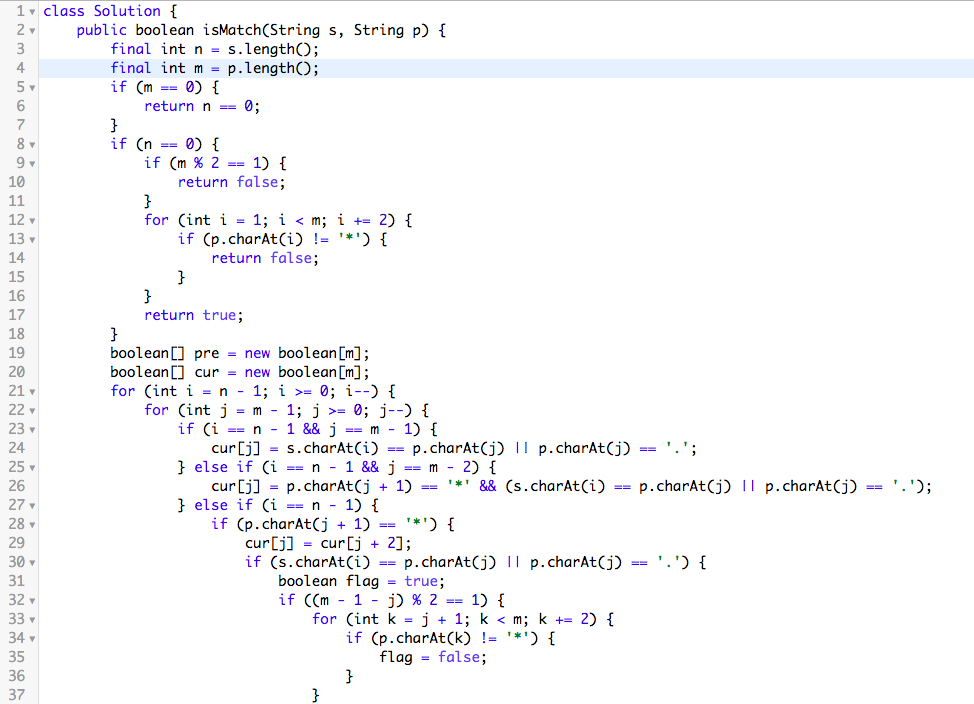 1 class Solution {
2     public boolean isMatch(String s, String p) {
3         final int n = s.length();
4         final int m = p.length();
5         if (m == 0) {
6             return n == 0;
7         }
8         if (n == 0) {
9             if (m % 2 == 1) {
10                 return false;
11             }
12             for (int i = 1; i < m; i += 2) {
13                 if (p.charAt(i) != '*') {
14                     return false;
15                 }
16             }
17             return true;
18         }
19         boolean[] pre = new boolean[m];
20         boolean[] cur = new boolean[m];
21         for (int i = n - 1; i >= 0; i--) {
22             for (int j = m - 1; j >= 0; j--) {
23                 if (i == n - 1 && j == m - 1) {
24                     cur[j] = s.charAt(i) == p.charAt(j) || p.charAt(j) == '.';
25                 } else if (i == n - 1 && j == m - 2) {
26                     cur[j] = p.charAt(j + 1) == '*' && (s.charAt(i) == p.charAt(j) || p.charAt(j) == '.');
27                 } else if (i == n - 1) {
28                     if (p.charAt(j + 1) == '*') {
29                         cur[j] = cur[j + 2];
30                         if (s.charAt(i) == p.charAt(j) || p.charAt(j) == '.') {
31                             boolean flag = true;
32                             if ((m - 1 - j) % 2 == 1) {
33                                 for (int k = j + 1; k < m; k += 2) {
34                                     if (p.charAt(k) != '*') {
35                                         flag = false;
36                                     }
37                                 }